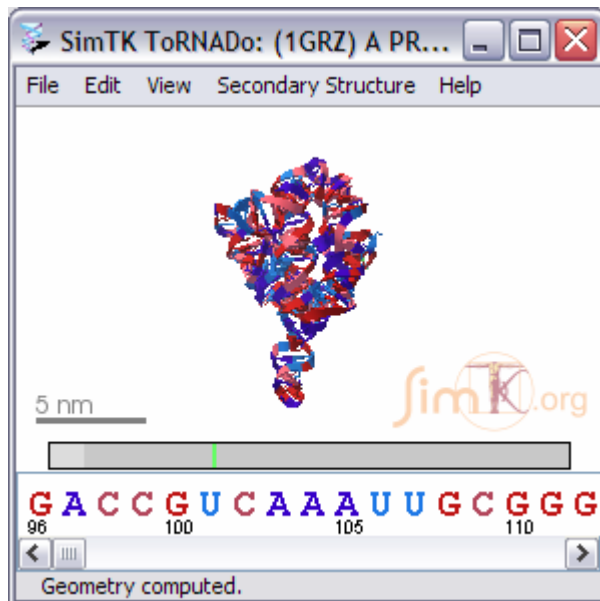 SimTK ToRNADo: (1GRZ) A PR...
File Edit View Secondary Structure Help
5 nm
SimTK.org
G A C C G U C A A A U U G C G G G
96 100 105 110
Geometry computed.